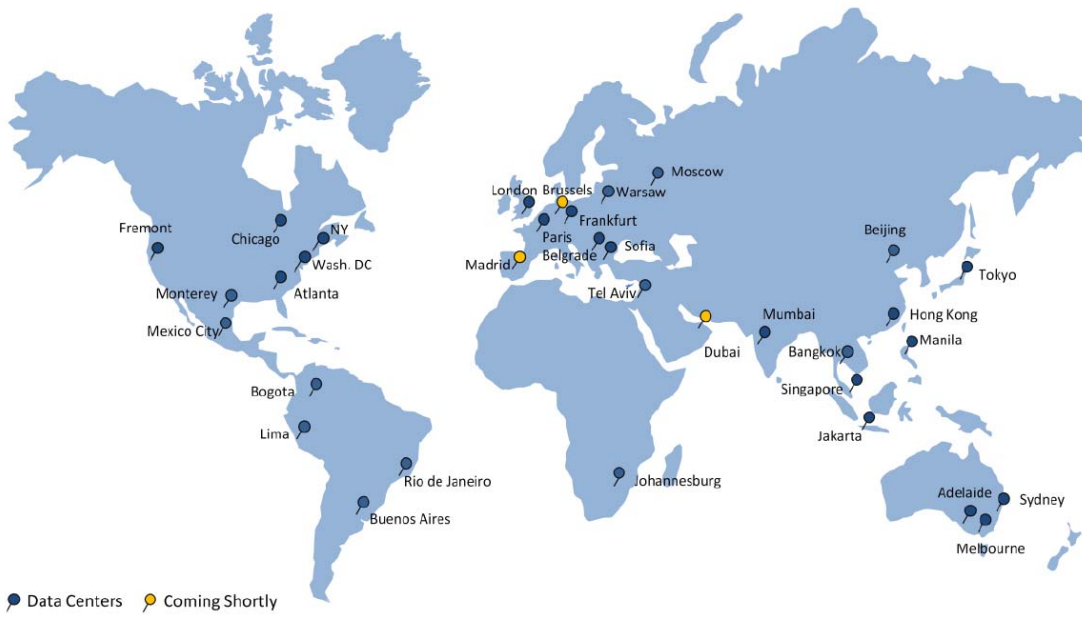 Moscow
London Brussels
Warsaw
Frankfurt
Fremont
Chicago
NY
Paris
Sofia
Beijing
Wash. DC
Belgrade
Madrid
Tokyo
Monterey
Atlanta
Tel Aviv
Mexico City
Mumbai
Hong Kong
Dubai
Bangkok
Manila
Bogota
Singapore
Lima
Jakarta
Rio de Janeiro
Johannesburg
Adelaide
Sydney
Buenos Aires
Melbourne
Data Centers
Coming Shortly